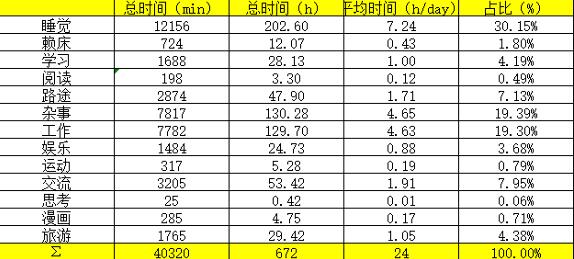 总时间（min） 总时间（h） 平均时间（h/day） 占比（%）
睡觉 12156 202.60 7.24 30.15%
赖床 724 12.07 0.43 1.80%
学习 1688 28.13 1.00 4.19%
阅读 198 3.30 0.12 0.49%
路途 2874 47.90 1.71 7.13%
杂事 7817 130.28 4.65 19.39%
工作 7782 129.70 4.63 19.30%
娱乐 1484 24.73 0.88 3.68%
运动 317 5.28 0.19 0.79%
交流 3205 53.42 1.91 7.95%
思考 25 0.42 0.01 0.06%
漫画 285 4.75 0.17 0.71%
旅游 1765 29.42 1.05 4.38%
Σ 40320 672 24 100.00%